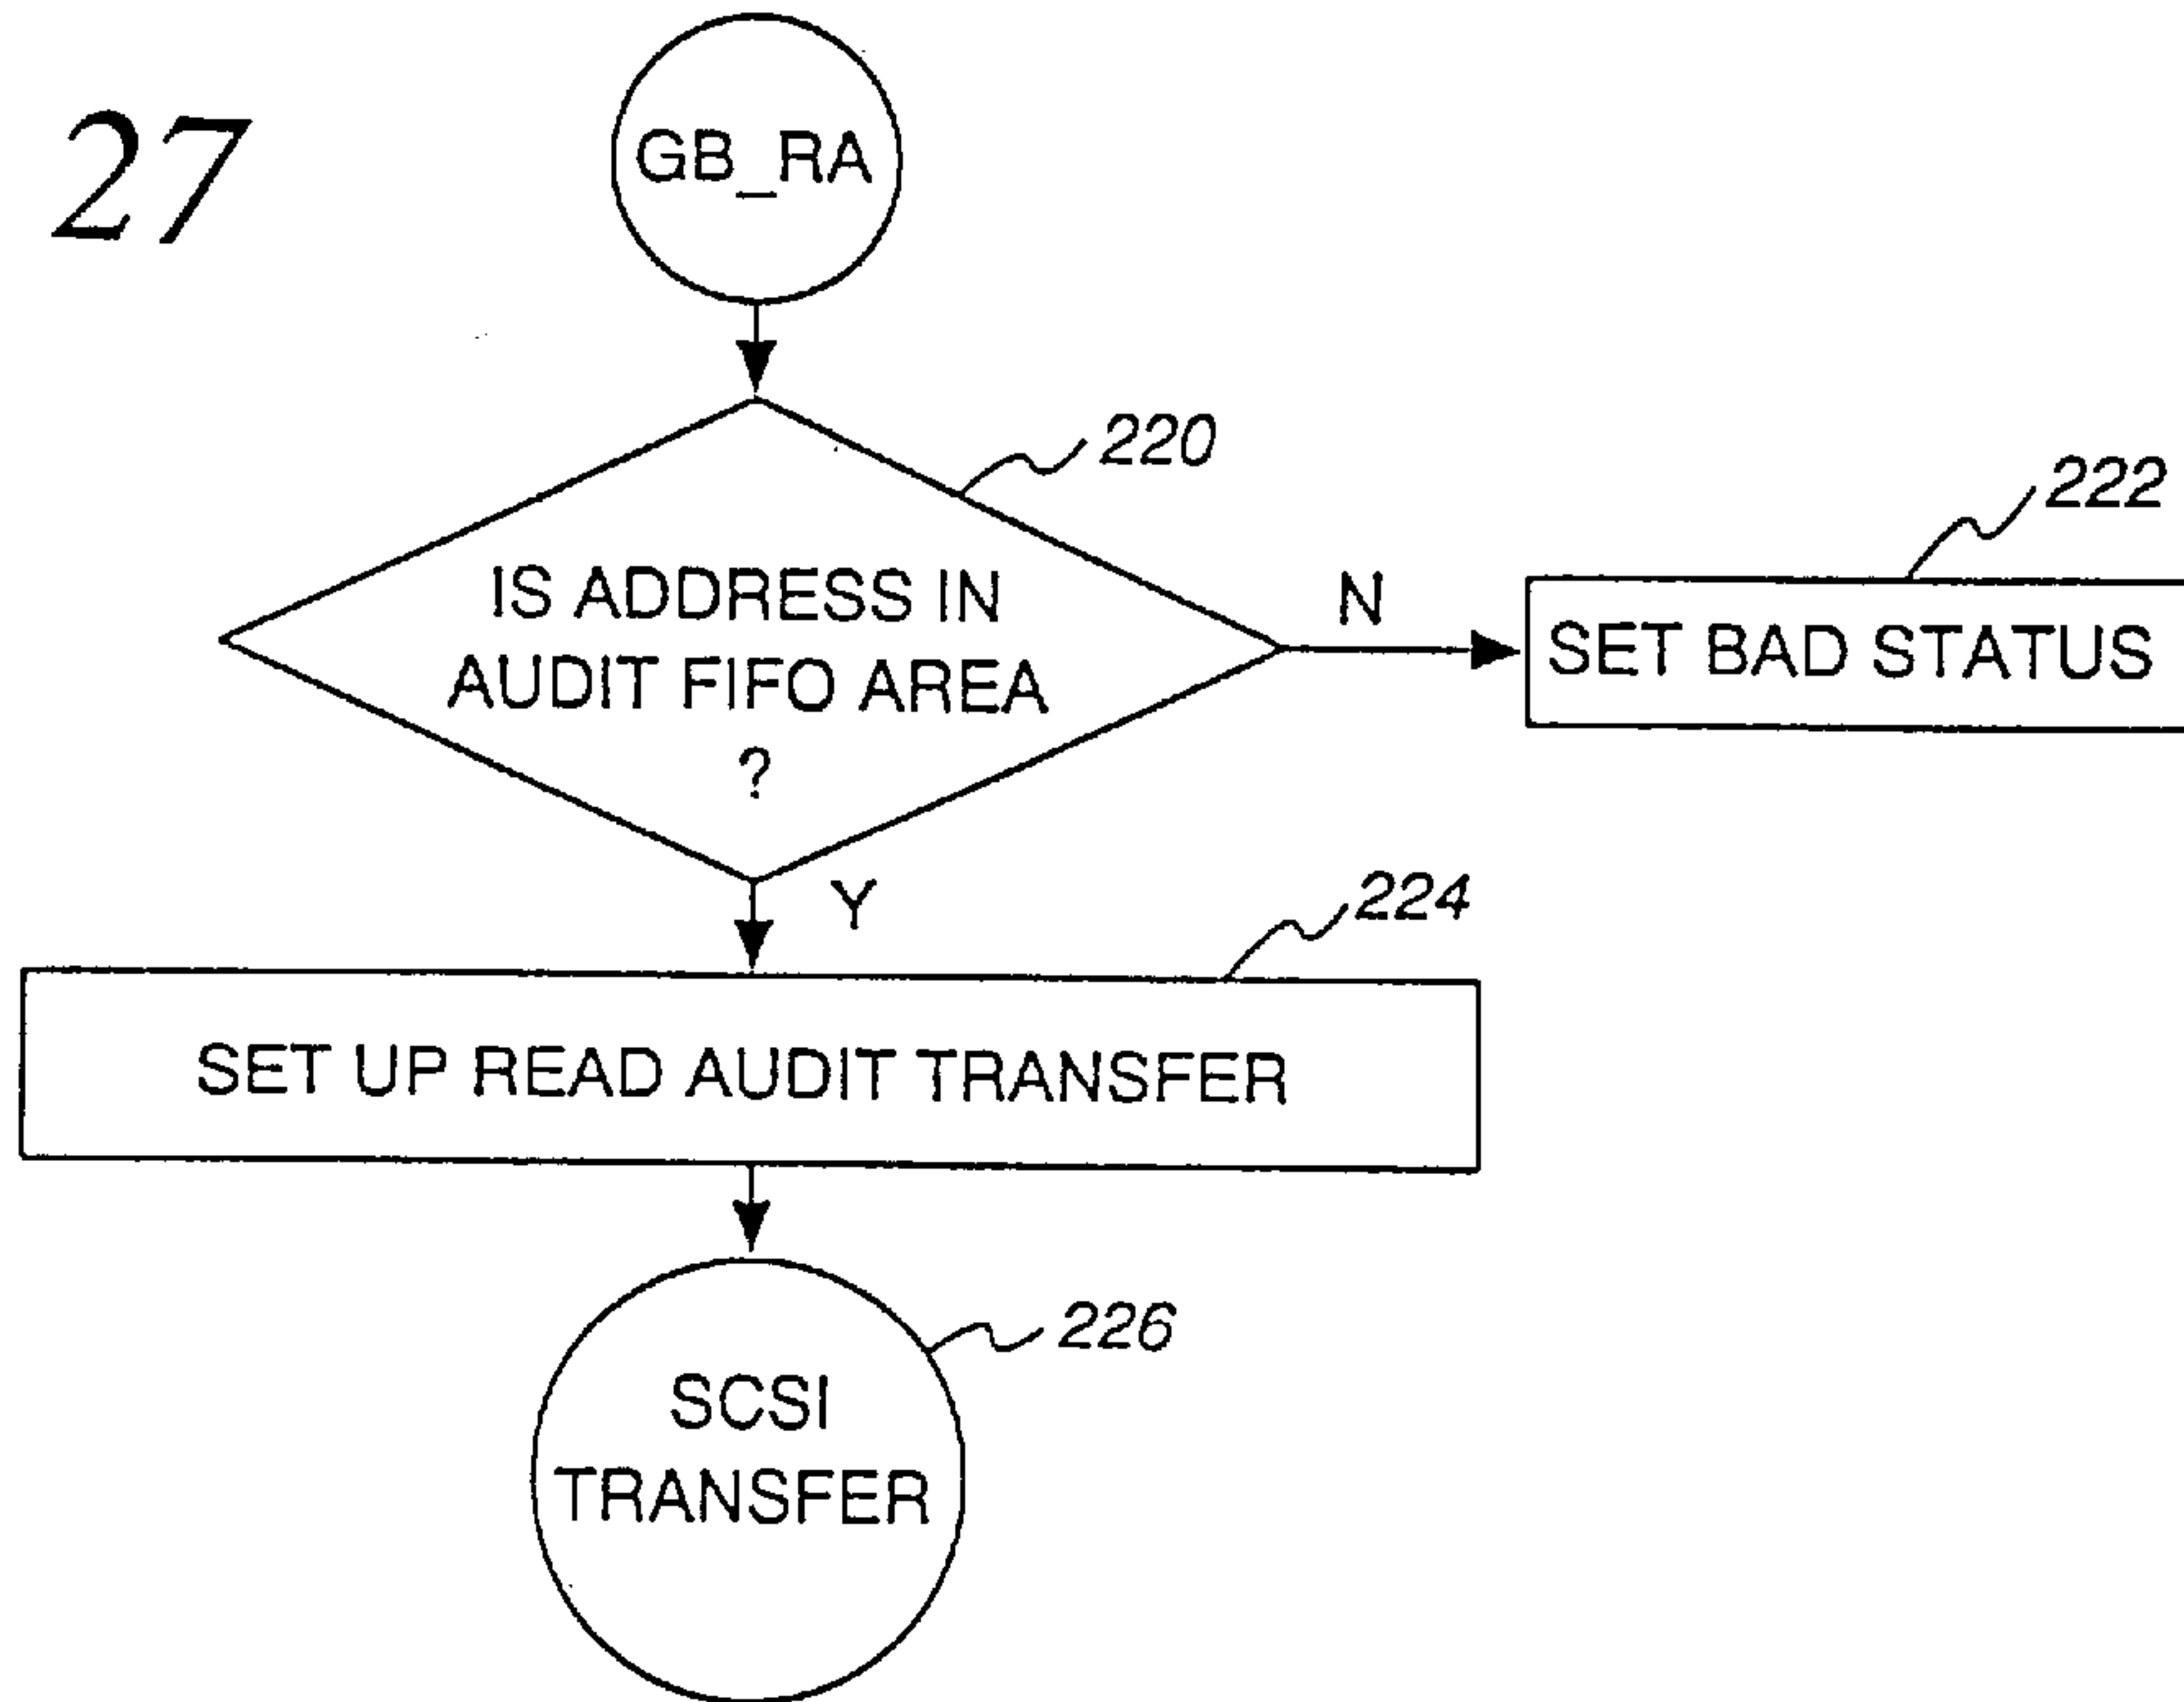 27
GB_RA
220
IS ADDRESS IN
AUDIT FIFO AREA
?
N
222
SET BAD STATUS
Y
224
SET UP READ AUDIT TRANSFER
226
SCSI
TRANSFER